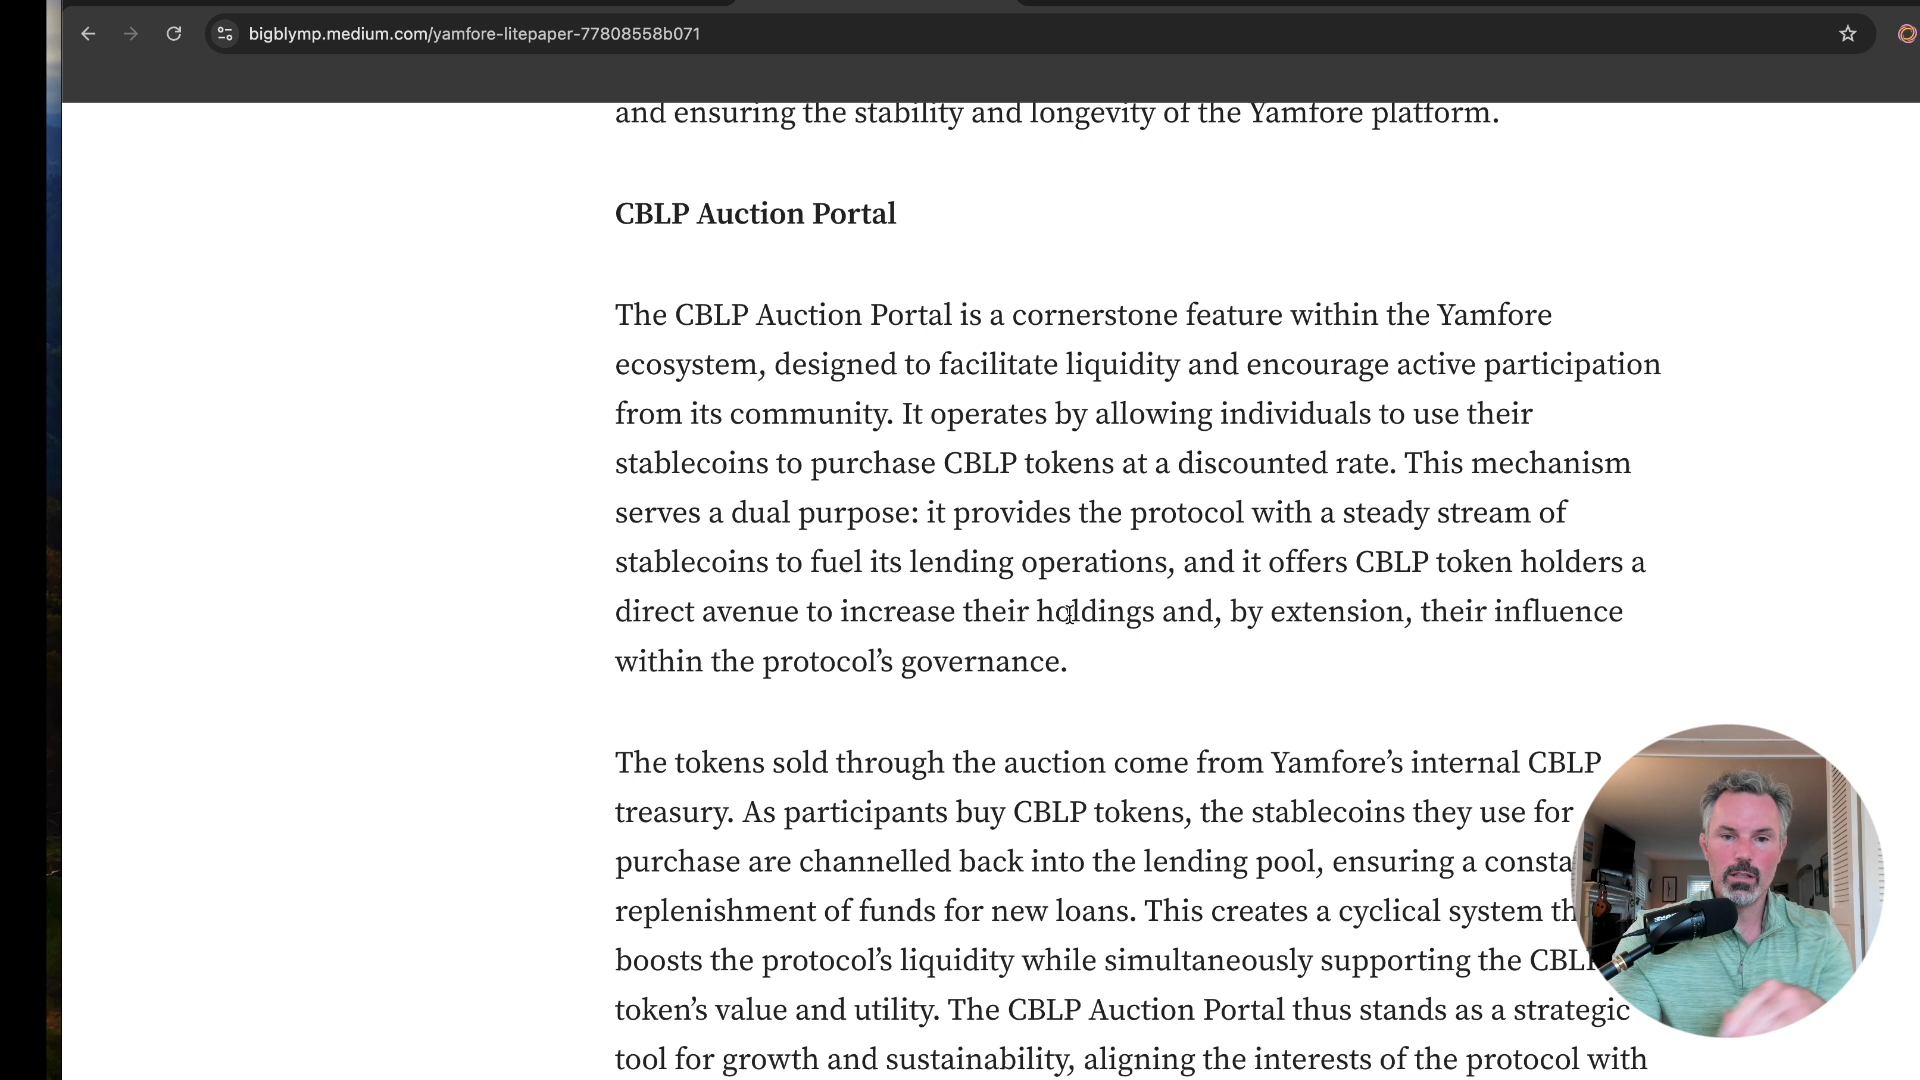 bigblymp.medium.com/yamfore-litepaper-77808558b071
and ensuring the stability and longevity of the Yamfore platform.
CBLP Auction Portal
The CBLP Auction Portal is a cornerstone feature within the Yamfore
ecosystem, designed to facilitate liquidity and encourage active participation
from its community. It operates by allowing individuals to use their
stablecoins to purchase CBLP tokens at a discounted rate. This mechanism
serves a dual purpose: it provides the protocol with a steady stream of
stablecoins to fuel its lending operations, and it offers CBLP token holders a
direct avenue to increase their holdings and, by extension, their influence
within the protocol’s governance.
The tokens sold through the auction come from Yamfore’s internal CBLP
treasury. As participants buy CBLP tokens, the stablecoins they use for
purchase are channelled back into the lending pool, ensuring a
replenishment of funds for new loans. This creates a cyclical system
boosts the protocol’s liquidity while simultaneously supporting the CBLP
token’s value and utility. The CBLP Auction Portal thus stands as a strategic
tool for growth and sustainability, aligning the interests of the protocol with